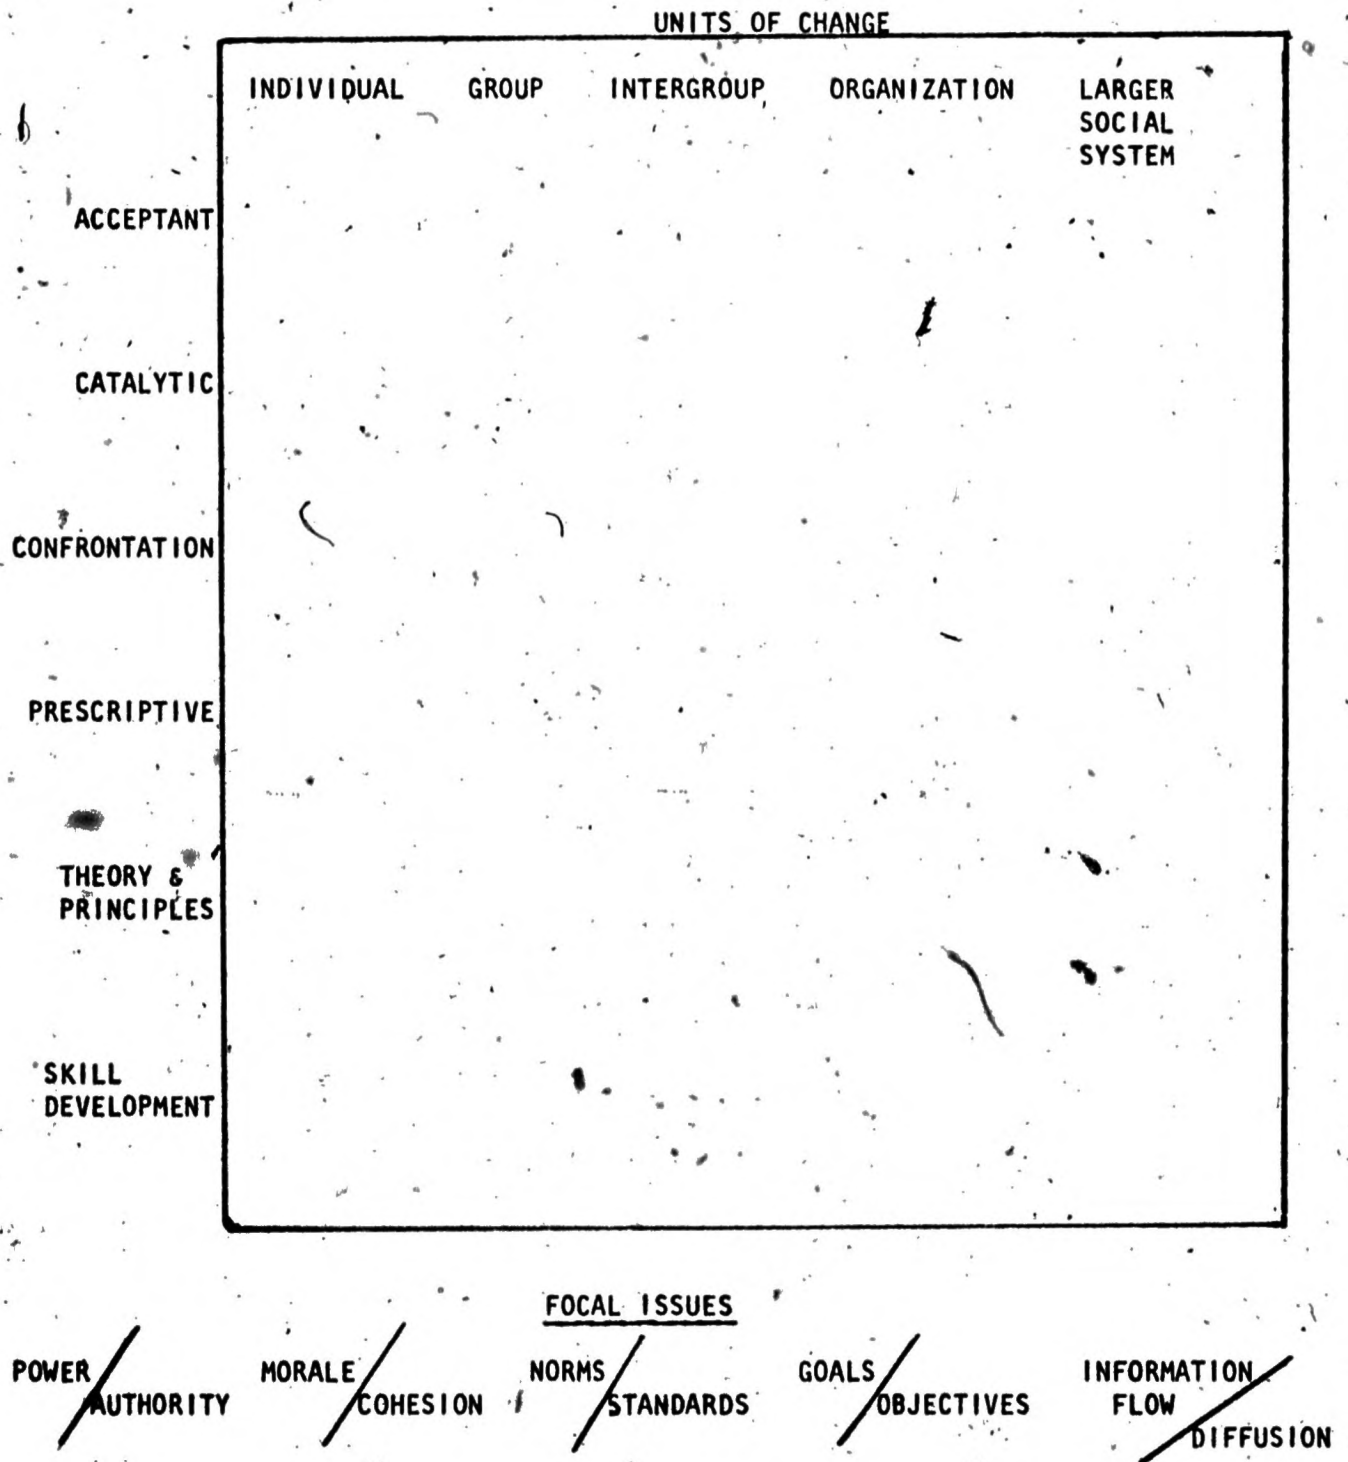 UNITS OF CHANGE
INDIVIDUAL GROUP INTERGROUP ORGANIZATION LARGER
SOCIAL
SYSTEM
ACCEPTANT
CATALYTIC
CONFRONTATION
PRESCRIPTIVE
THEORY &
PRINCIPLES
SKILL
DEVELOPMENT
FOCAL ISSUES
POWER / AUTHORITY
MORALE / COHESION
NORMS / STANDARDS
GOALS / OBJECTIVES
INFORMATION
FLOW / DIFFUSION